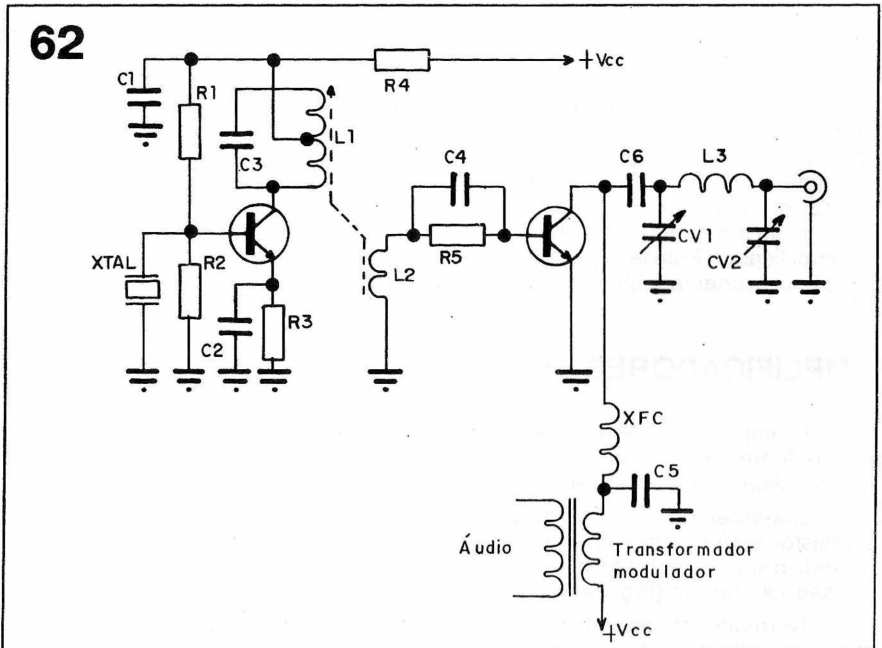 62
+Vcc
R4
C1
R1
L1
C3
C4
C6
L3
R5
CV1
CV2
XTAL
R2
L2
C2
R3
XFC
C5
Áudio
Transformador
modulador
+Vcc